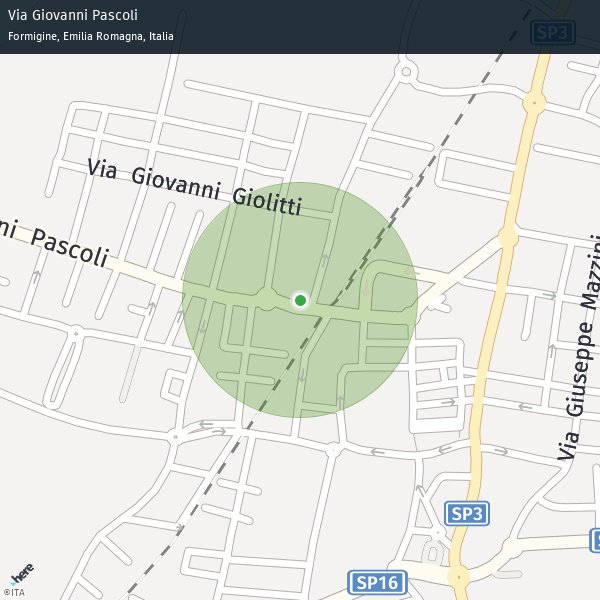 Via Giovanni Pascoli
Formigine, Emilia Romagna, Italia
SP3
Via Giovanni Giolitti
ni Pascoli
Via Giuseppe Mazzini
SP3
SP16
here
©ITA